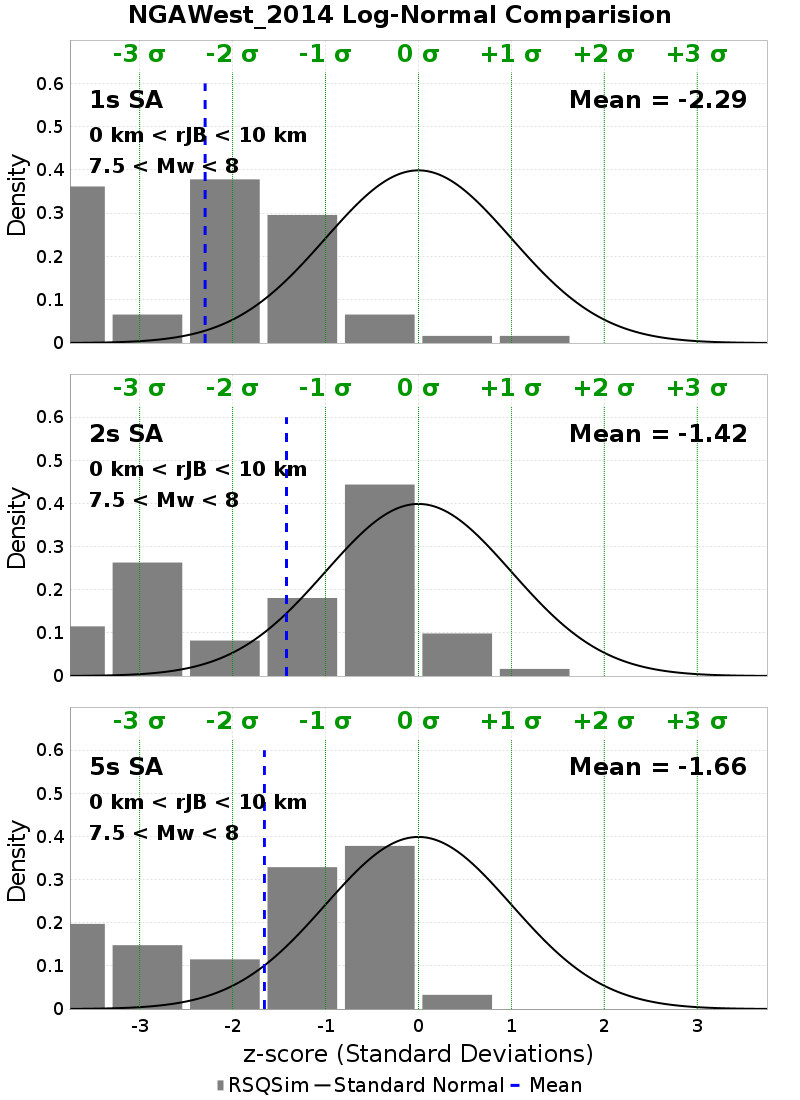 NGAWest_2014 Log-Normal Comparision
-3 σ -2 σ -1 σ 0 σ +1 σ +2 σ +3 σ
0.6
1s SA Mean = -2.29
0.5
0 km < rJB < 10 km
7.5 < Mw < 8
0.4
Density
0.3
0.2
0.1
0
-3 σ -2 σ -1 σ 0 σ +1 σ +2 σ +3 σ
0.6
2s SA Mean = -1.42
0.5
0 km < rJB < 10 km
7.5 < Mw < 8
0.4
Density
0.3
0.2
0.1
0
-3 σ -2 σ -1 σ 0 σ +1 σ +2 σ +3 σ
0.6
5s SA Mean = -1.66
0.5
0 km < rJB < 10 km
7.5 < Mw < 8
0.4
Density
0.3
0.2
0.1
0
-3 -2 -1 0 1 2 3
z-score (Standard Deviations)
RSQSim Standard Normal Mean